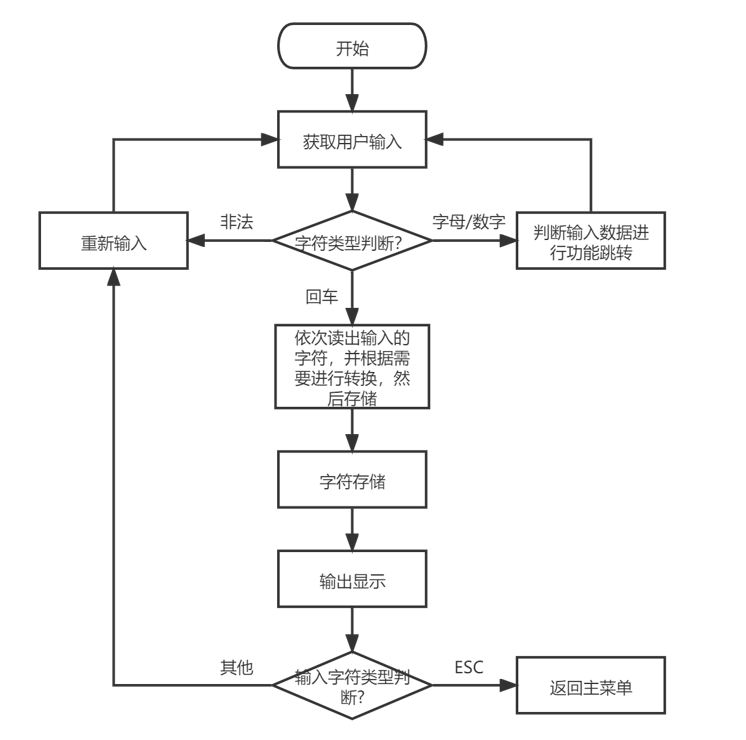 开始
获取用户输入
非法
字母/数字
重新输入
字符类型判断?
判断输入数据进
行功能跳转
回车
依次读出输入的
字符，并根据需
要进行转换，然
后存储
字符存储
输出显示
其他
输入字符类型判
断?
ESC
返回主菜单